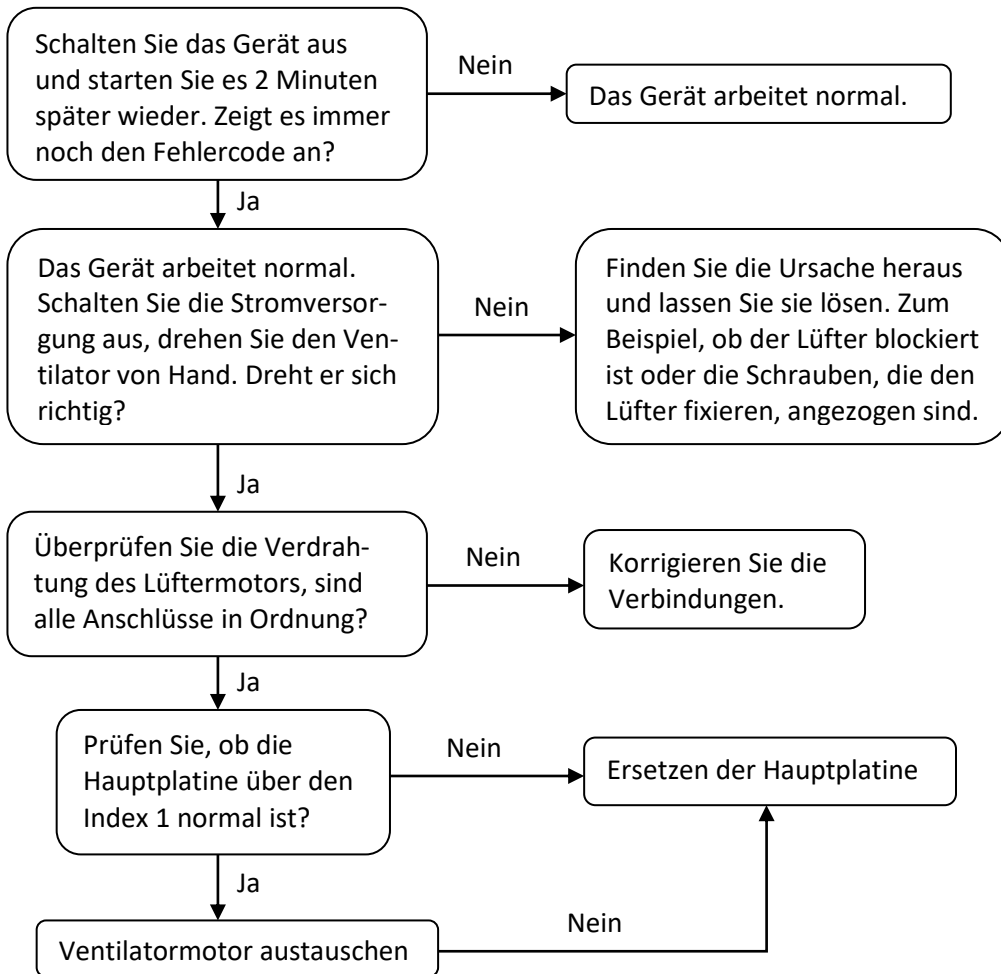 Schalten Sie das Gerät aus
und starten Sie es 2 Minuten
später wieder. Zeigt es immer
noch den Fehlercode an?
Nein
Das Gerät arbeitet normal.
Ja
Das Gerät arbeitet normal.
Schalten Sie die Stromversor-
gung aus, drehen Sie den Ven-
tilator von Hand. Dreht er sich
richtig?
Nein
Finden Sie die Ursache heraus
und lassen Sie sie lösen. Zum
Beispiel, ob der Lüfter blockiert
ist oder die Schrauben, die den
Lüfter fixieren, angezogen sind.
Ja
Überprüfen Sie die Verdrah-
tung des Lüftermotors, sind
alle Anschlüsse in Ordnung?
Nein
Korrigieren Sie die
Verbindungen.
Ja
Prüfen Sie, ob die
Hauptplatine über den
Index 1 normal ist?
Nein
Ersetzen der Hauptplatine
Ja
Ventilatormotor austauschen
Nein